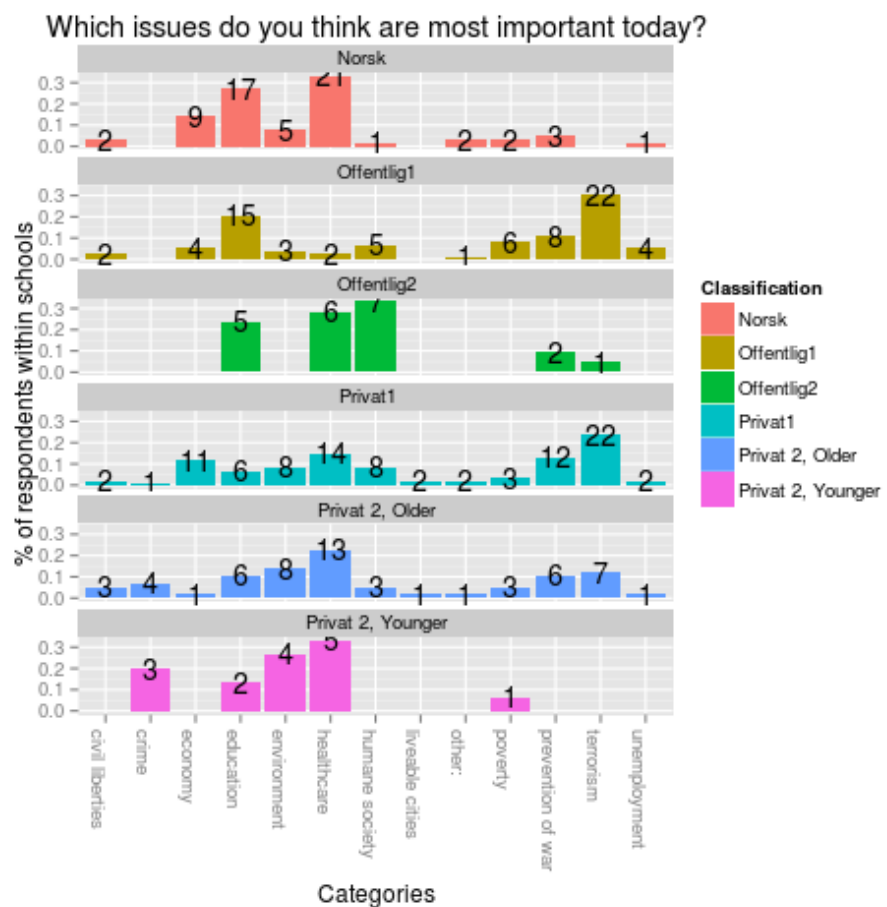 Which issues do you think are most important today?
% of respondents within schools
Norsk
0.3
0.2
0.1
0.0
2 9 17 5 21 1 2 2 3 1
Offentlig1
0.3
0.2
0.1
0.0
2 4 15 3 2 5 1 6 8 22 4
Offentlig2
0.3
0.2
0.1
0.0
5 6 7 2 1
Privat1
0.3
0.2
0.1
0.0
2 1 11 6 8 14 8 2 2 3 12 22 2
Privat 2, Older
0.3
0.2
0.1
0.0
3 4 1 6 8 13 3 1 1 3 6 7 1
Privat 2, Younger
0.3
0.2
0.1
0.0
3 2 4 5 1
civil liberties
crime
economy
education
environment
healthcare
humane society
liveable cities
other:
poverty
prevention of war
terrorism
unemployment
Categories
Classification
Norsk
Offentlig1
Offentlig2
Privat1
Privat 2, Older
Privat 2, Younger